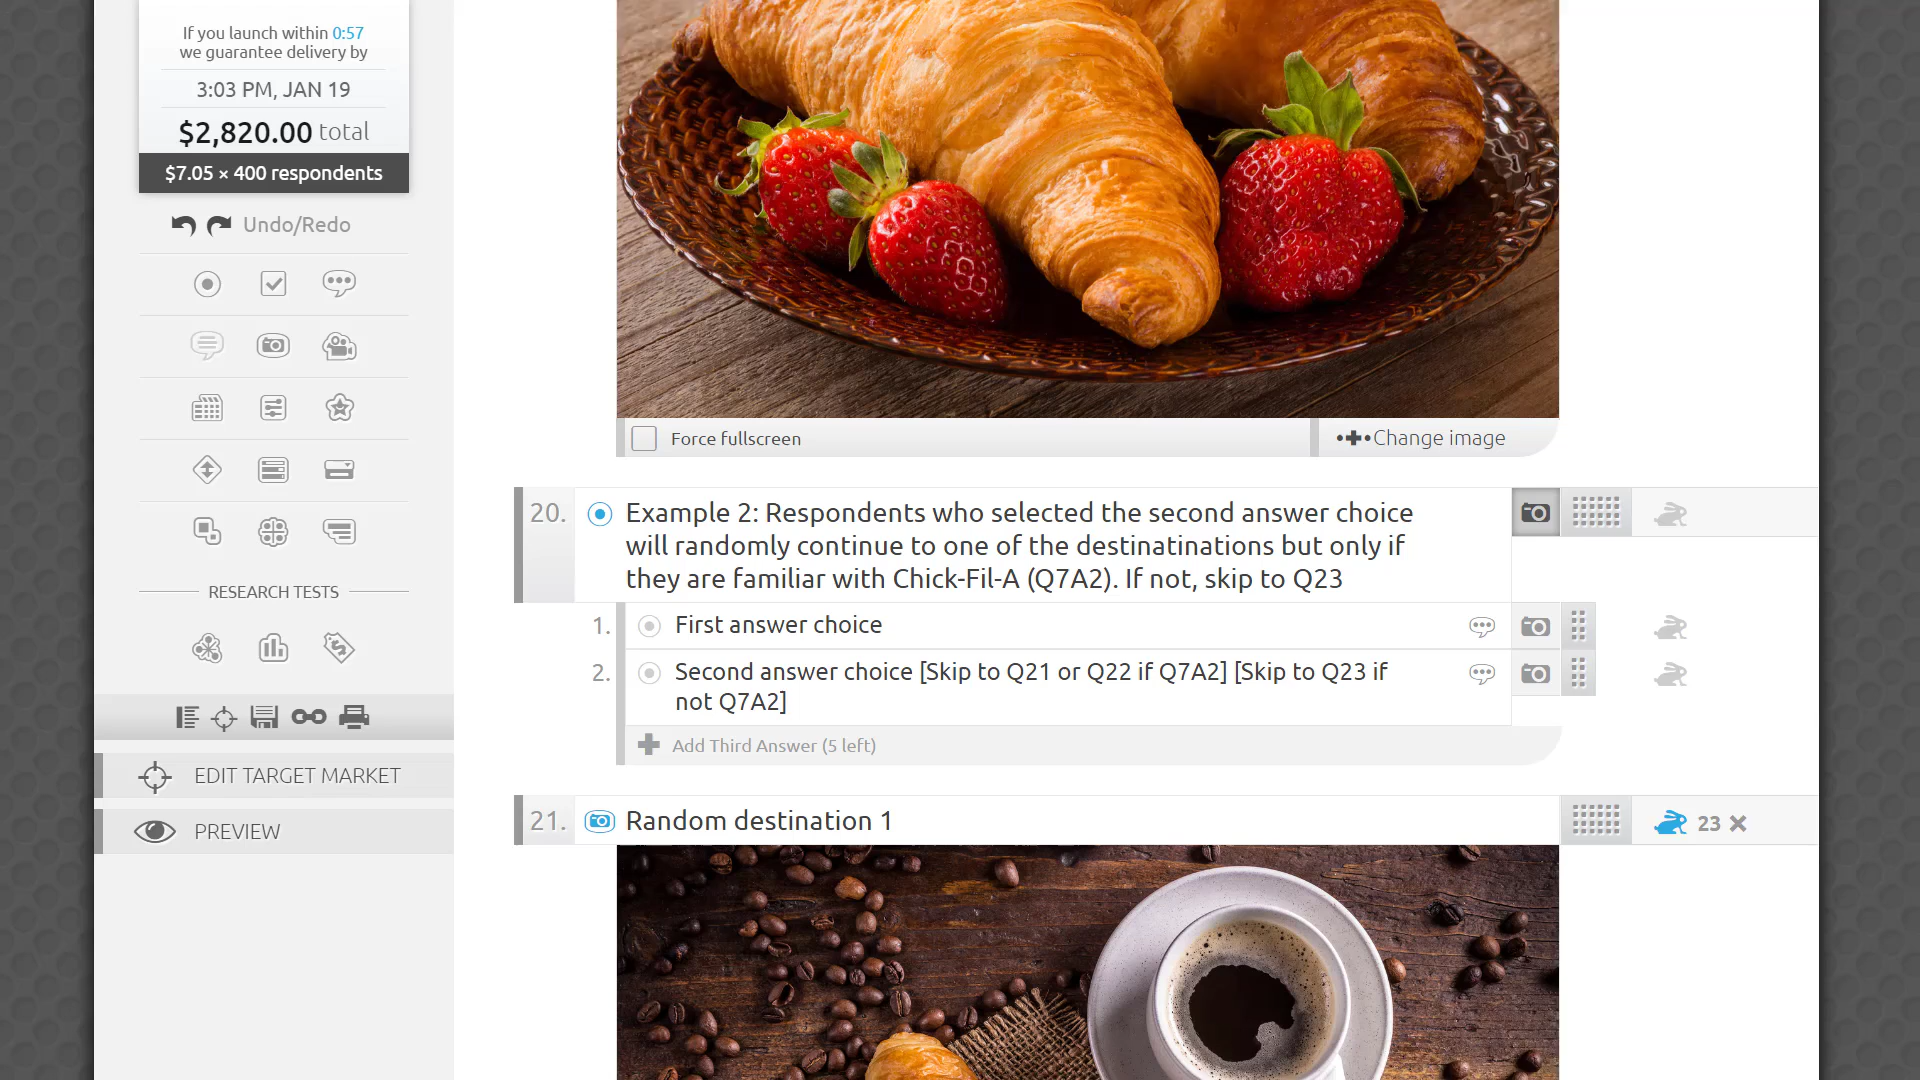 If you launch within 0:57
we guarantee delivery by
3:03 PM, JAN 19
$2,820.00 total
$7.05 × 400 respondents
Undo/Redo
RESEARCH TESTS
EDIT TARGET MARKET
PREVIEW
Force fullscreen
Change image
20. Example 2: Respondents who selected the second answer choice
will randomly continue to one of the destinatinations but only if
they are familiar with Chick-Fil-A (Q7A2). If not, skip to Q23
1. First answer choice
2. Second answer choice [Skip to Q21 or Q22 if Q7A2] [Skip to Q23 if
not Q7A2]
Add Third Answer (5 left)
21. Random destination 1
23